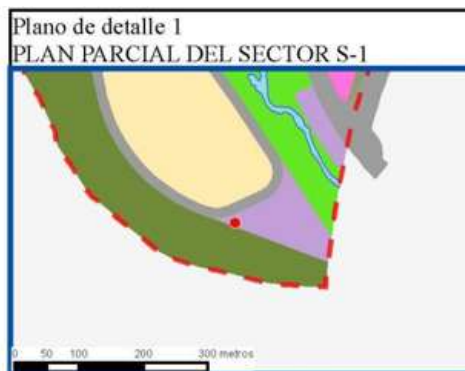 Plano de detalle 1
PLAN PARCIAL DEL SECTOR S-1
0 50 100 200 300 metros